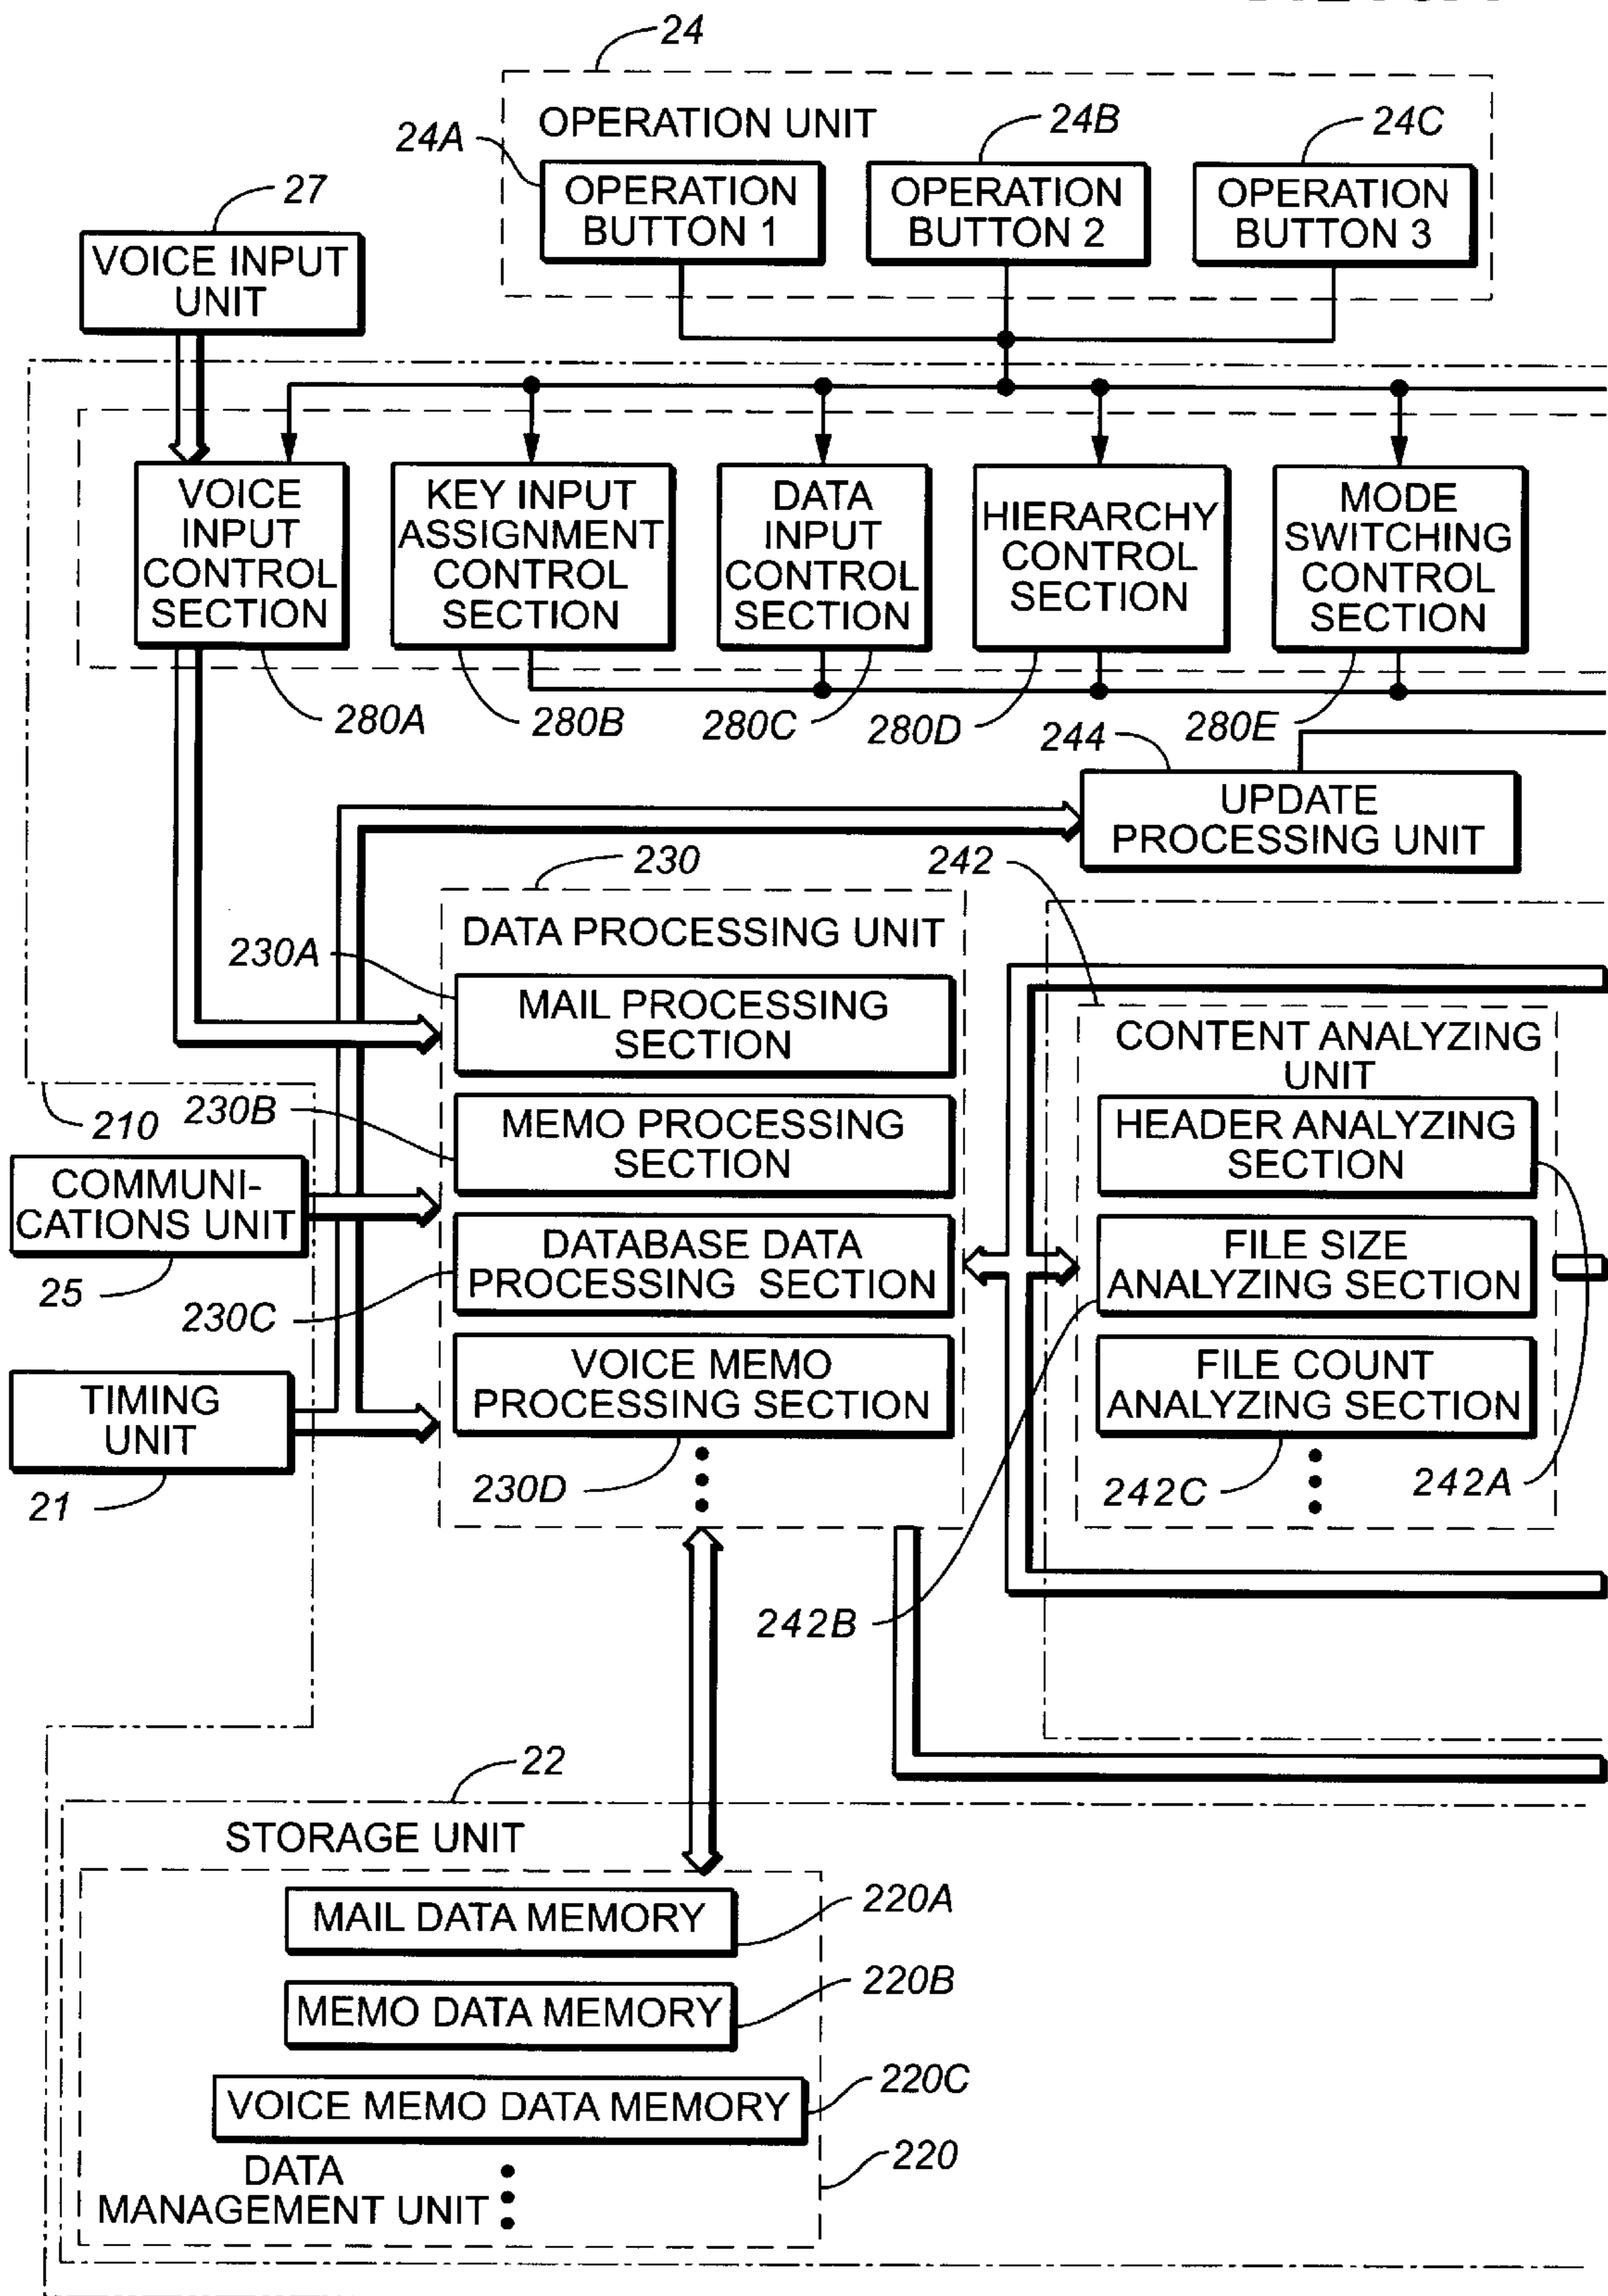 24
OPERATION UNIT
24A
24B
24C
OPERATION
BUTTON 1
OPERATION
BUTTON 2
OPERATION
BUTTON 3
27
VOICE INPUT
UNIT
VOICE
INPUT
CONTROL
SECTION
KEY INPUT
ASSIGNMENT
CONTROL
SECTION
DATA
INPUT
CONTROL
SECTION
HIERARCHY
CONTROL
SECTION
MODE
SWITCHING
CONTROL
SECTION
280A
280B
280C
280D
280E
244
UPDATE
PROCESSING UNIT
230
242
DATA PROCESSING UNIT
230A
MAIL PROCESSING
SECTION
230B
MEMO PROCESSING
SECTION
230C
DATABASE DATA
PROCESSING SECTION
VOICE MEMO
PROCESSING SECTION
230D
210
COMMUNI-
CATIONS UNIT
25
TIMING
UNIT
21
CONTENT ANALYZING
UNIT
HEADER ANALYZING
SECTION
FILE SIZE
ANALYZING SECTION
FILE COUNT
ANALYZING SECTION
242C
242A
242B
22
STORAGE UNIT
MAIL DATA MEMORY
220A
MEMO DATA MEMORY
220B
VOICE MEMO DATA MEMORY
220C
DATA
MANAGEMENT UNIT
220